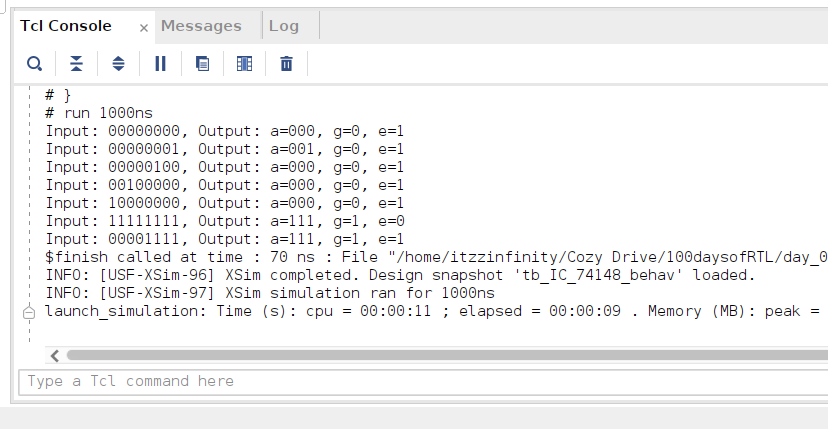 Tcl Console × Messages Log
# }
# run 1000ns
Input: 00000000, Output: a=000, g=0, e=1
Input: 00000001, Output: a=001, g=0, e=1
Input: 00000100, Output: a=000, g=0, e=1
Input: 00100000, Output: a=000, g=0, e=1
Input: 10000000, Output: a=000, g=0, e=1
Input: 11111111, Output: a=111, g=1, e=0
Input: 00001111, Output: a=111, g=1, e=1
$finish called at time : 70 ns : File "/home/itzzinfinity/Cozy Drive/100daysofRTL/day_0
INFO: [USF-XSim-96] XSim completed. Design snapshot 'tb_IC_74148_behav' loaded.
INFO: [USF-XSim-97] XSim simulation ran for 1000ns
launch_simulation: Time (s): cpu = 00:00:11 ; elapsed = 00:00:09 . Memory (MB): peak =
Type a Tcl command here